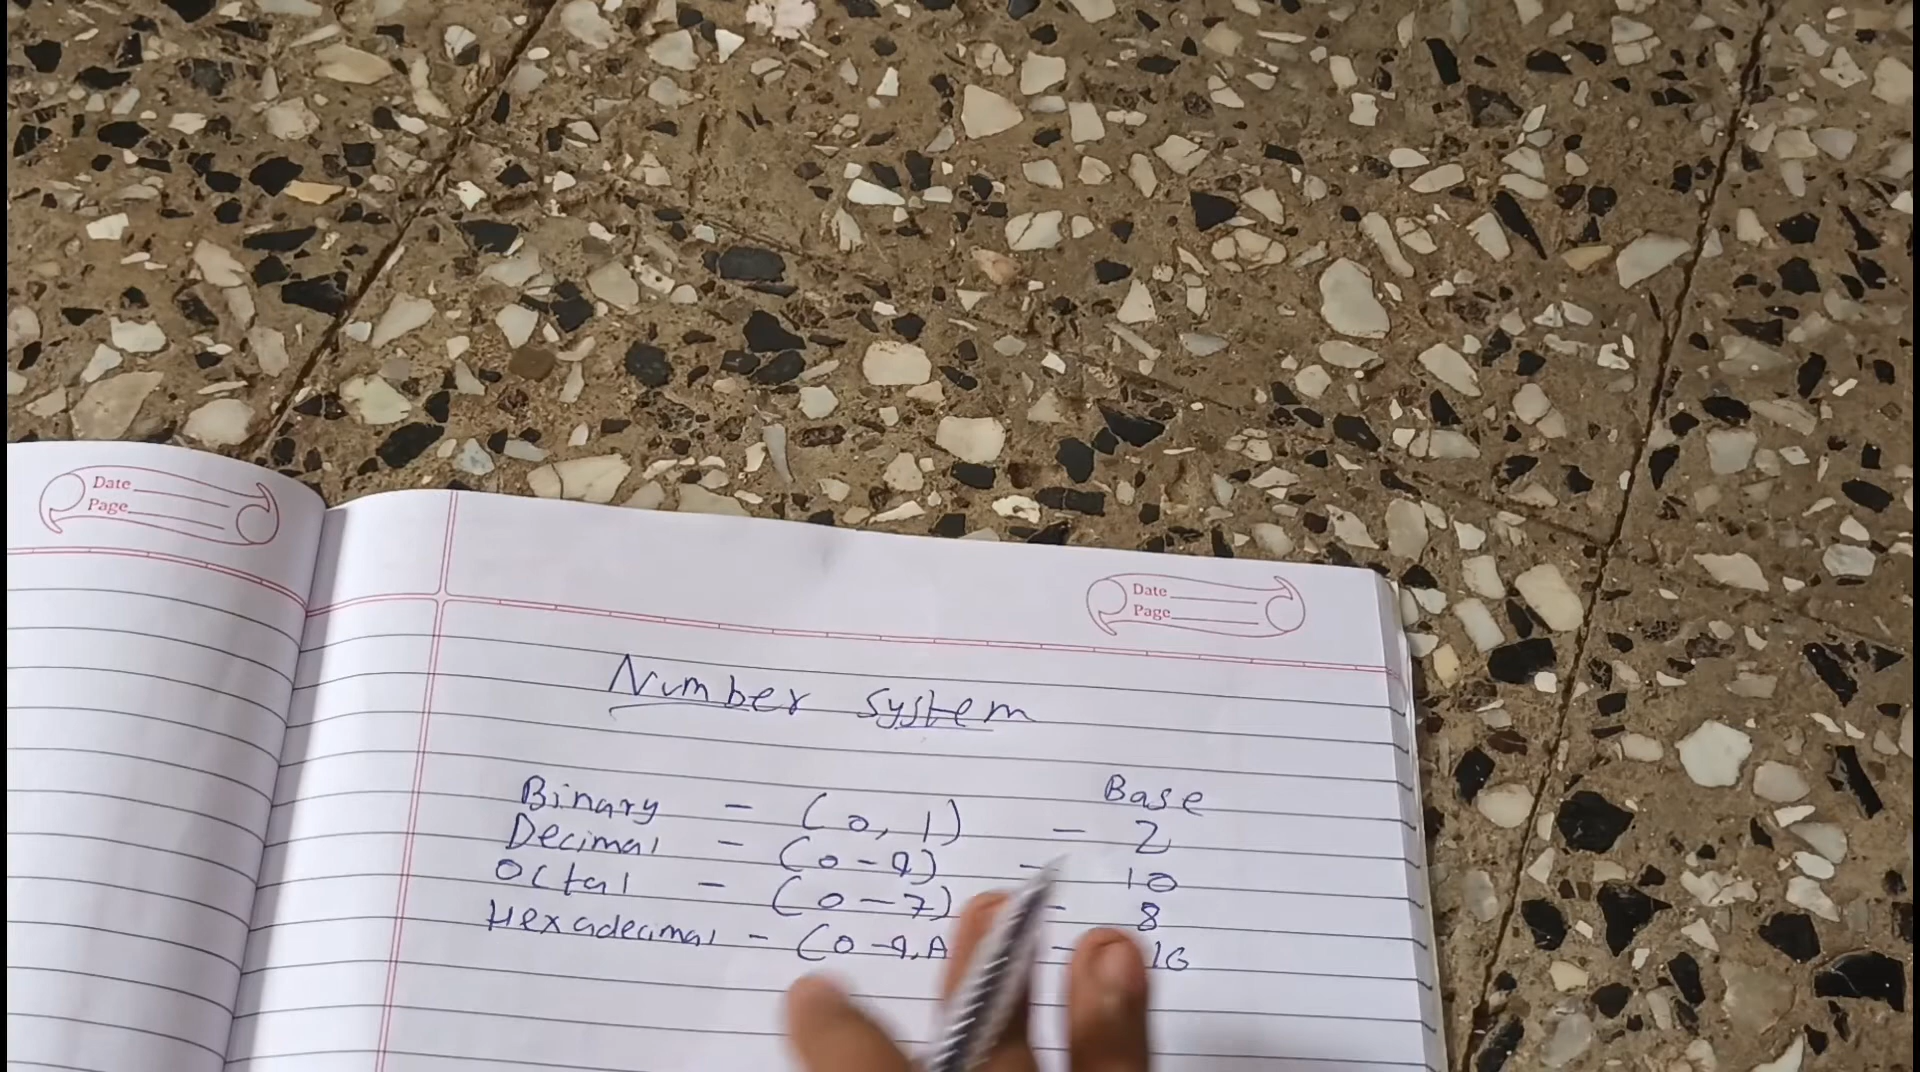 Date
Page
Date
Page
Number System
Base
Binary - (0, 1) - 2
Decimal - (0-9) - 10
Octal - (0-7) - 8
Hexadecimal - (0-9, A - 16